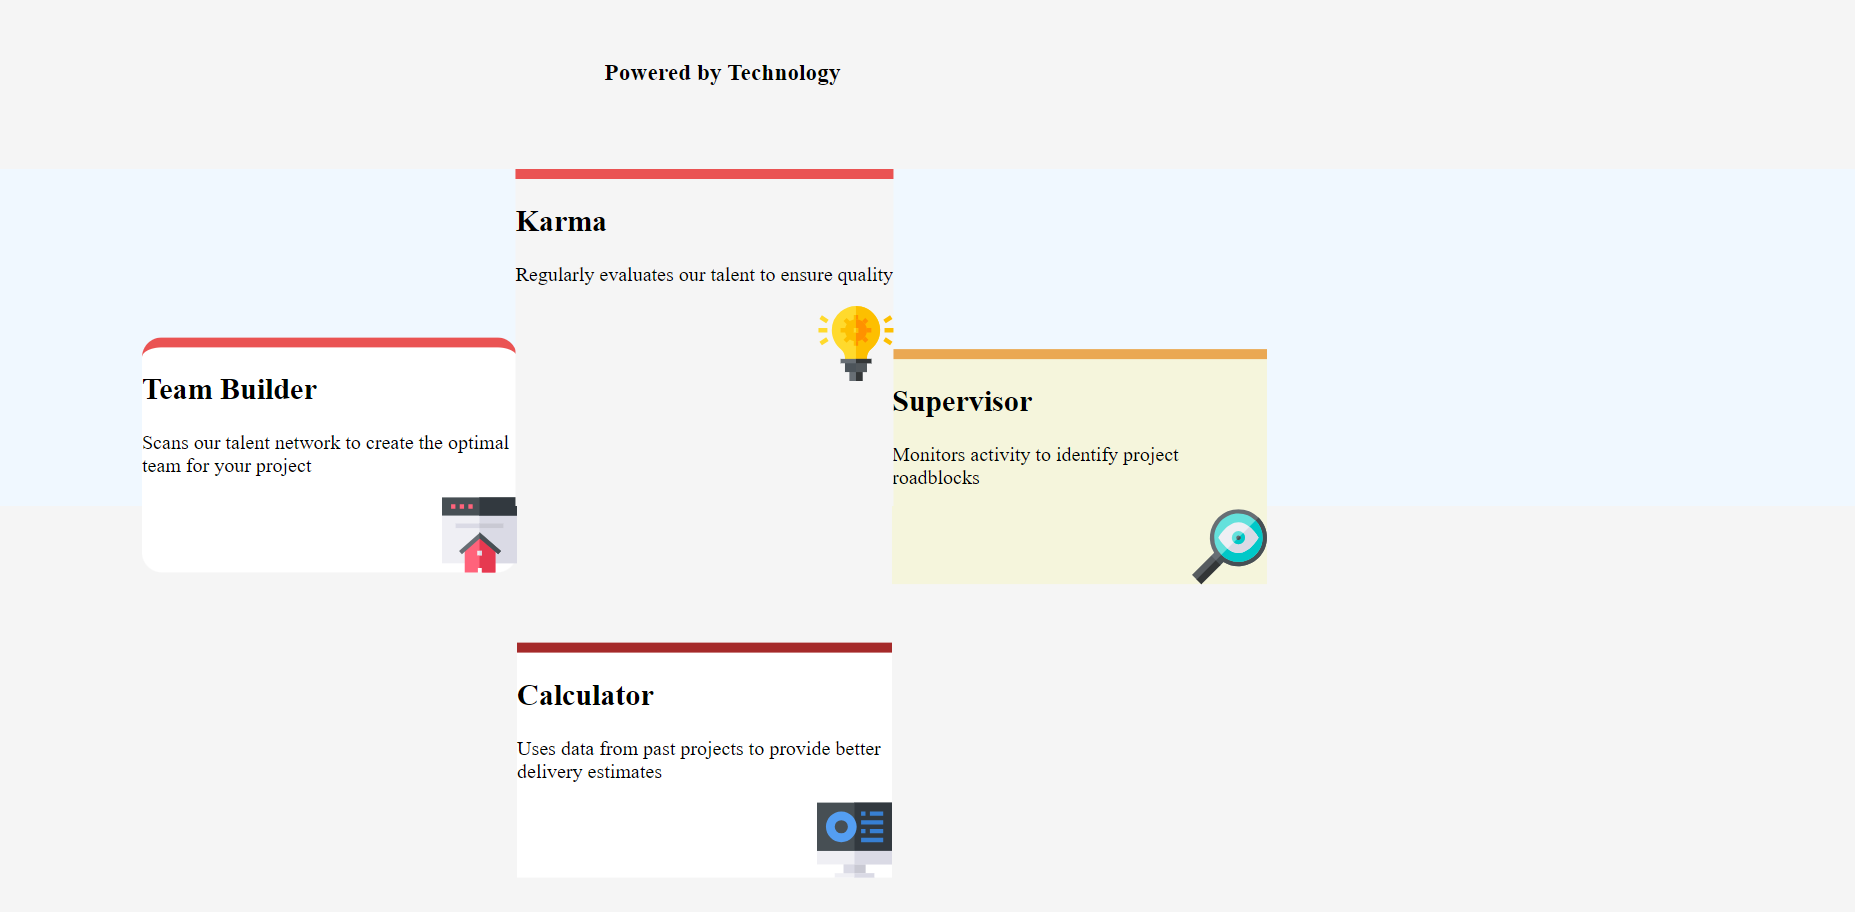 Powered by Technology
Karma
Regularly evaluates our talent to ensure quality
Team Builder
Scans our talent network to create the optimal
team for your project
Supervisor
Monitors activity to identify project
roadblocks
Calculator
Uses data from past projects to provide better
delivery estimates